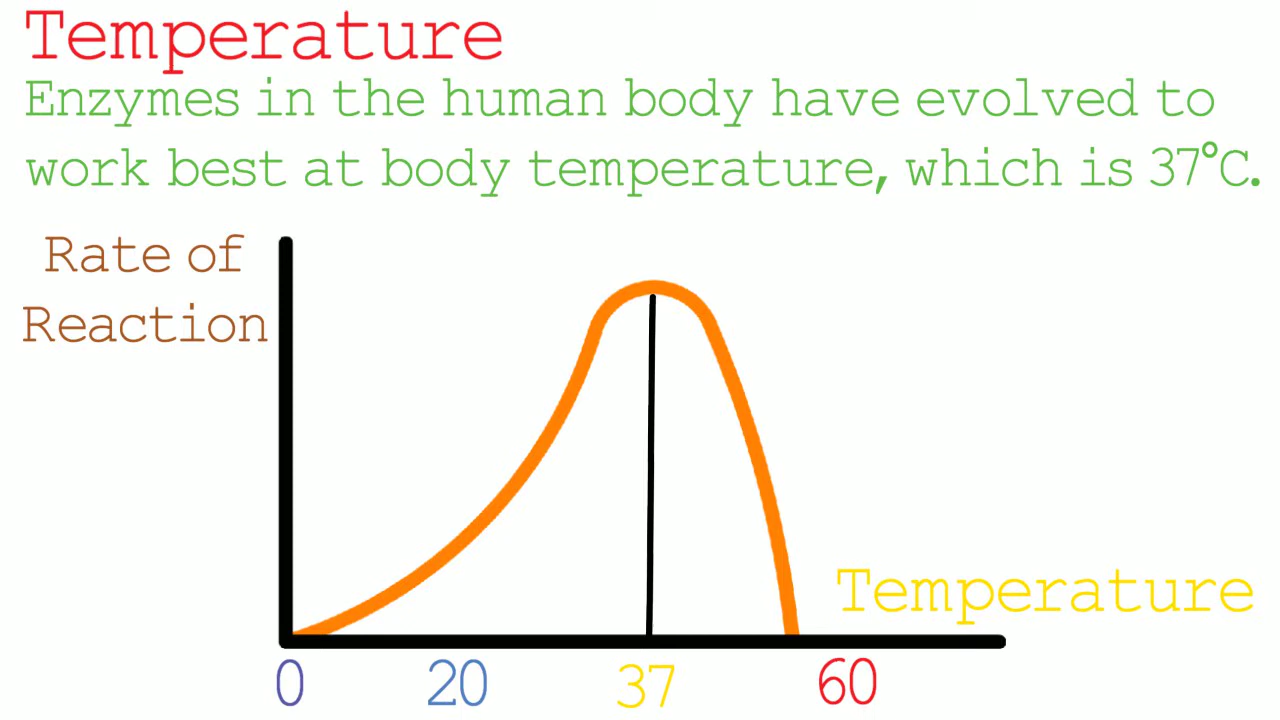 Temperature
Enzymes in the human body have evolved to
work best at body temperature, which is 37°C.
Rate of
Reaction
Temperature
0 20 37 60